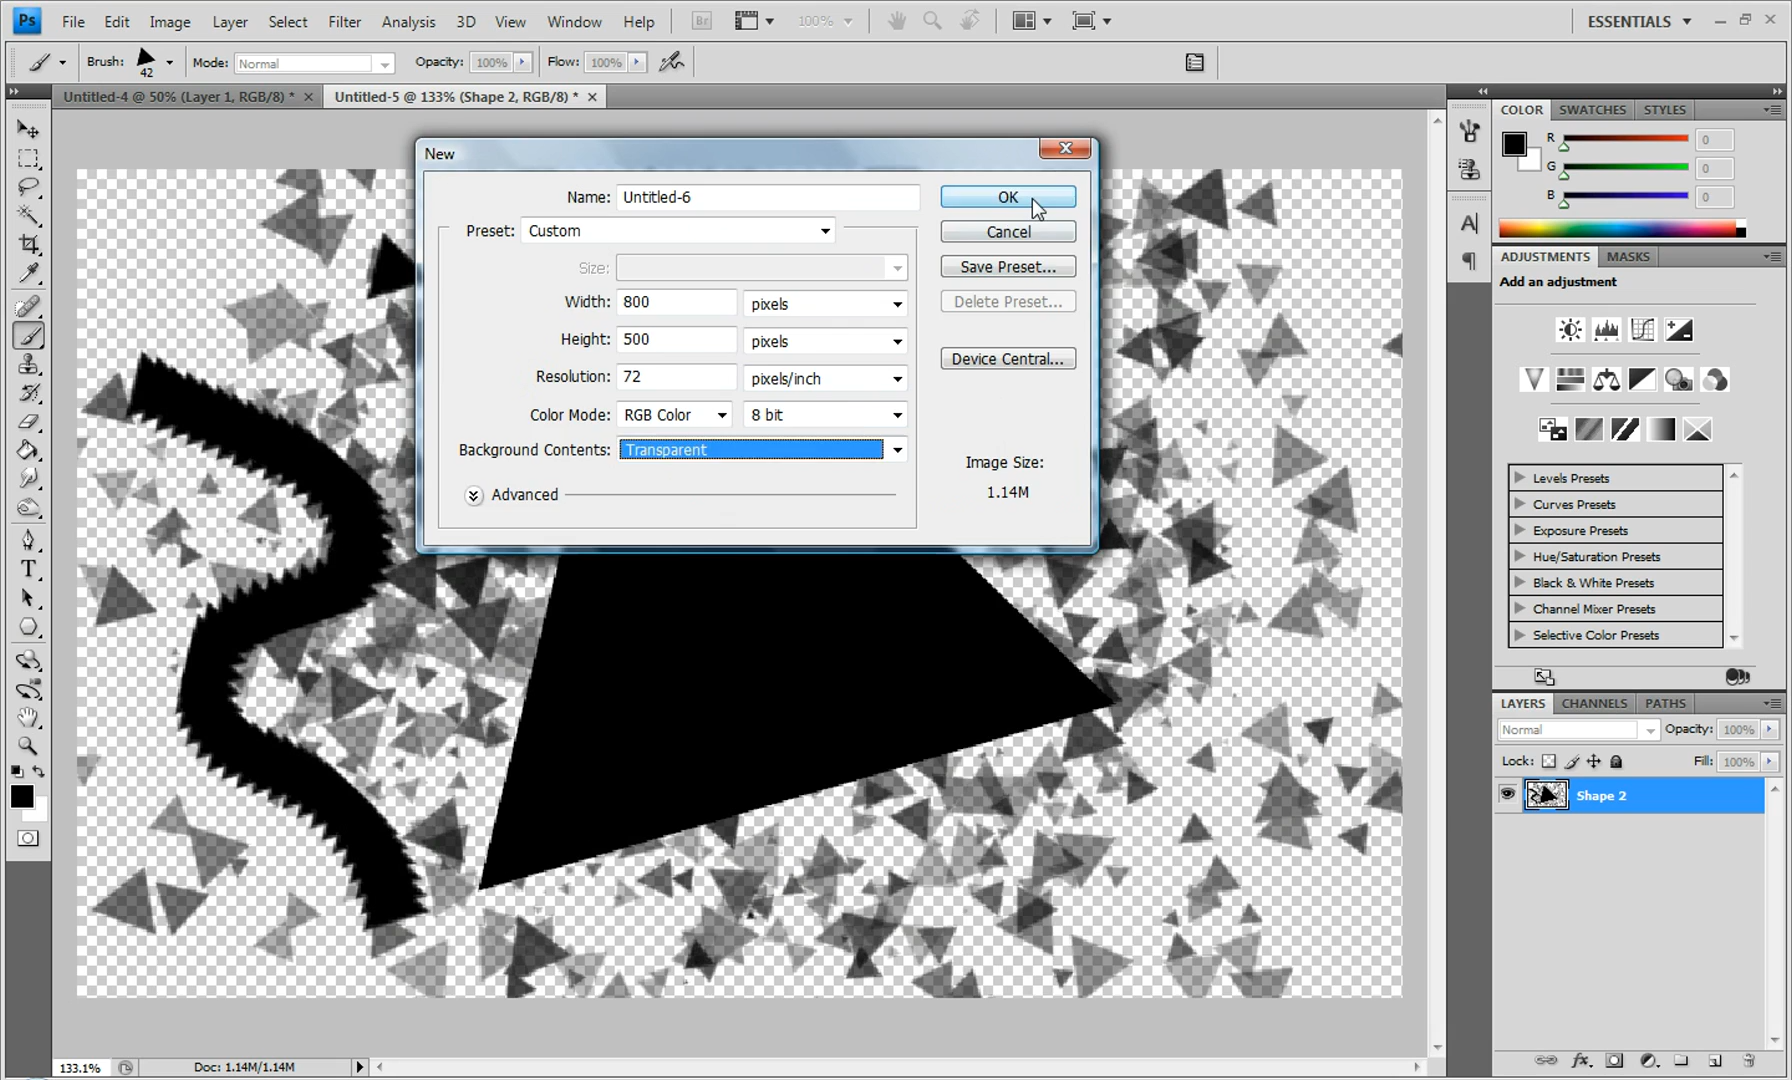 Ps File Edit Image Layer Select Filter Analysis 3D View Window Help Br 100% ESSENTIALS
Brush: 42 Mode: Normal Opacity: 100% Flow: 100%
Untitled-4 @ 50% (Layer 1, RGB/8) * Untitled-5 @ 133% (Shape 2, RGB/8) *
New
Name: Untitled-6
Preset: Custom
Size:
Width: 800 pixels
Height: 500 pixels
Resolution: 72 pixels/inch
Color Mode: RGB Color 8 bit
Background Contents: Transparent
Advanced
OK
Cancel
Save Preset...
Delete Preset...
Device Central...
Image Size:
1.14M
COLOR SWATCHES STYLES
R 0
G 0
B 0
ADJUSTMENTS MASKS
Add an adjustment
Levels Presets
Curves Presets
Exposure Presets
Hue/Saturation Presets
Black & White Presets
Channel Mixer Presets
Selective Color Presets
LAYERS CHANNELS PATHS
Normal Opacity: 100%
Lock: Fill: 100%
Shape 2
133.1% Doc: 1.14M/1.14M